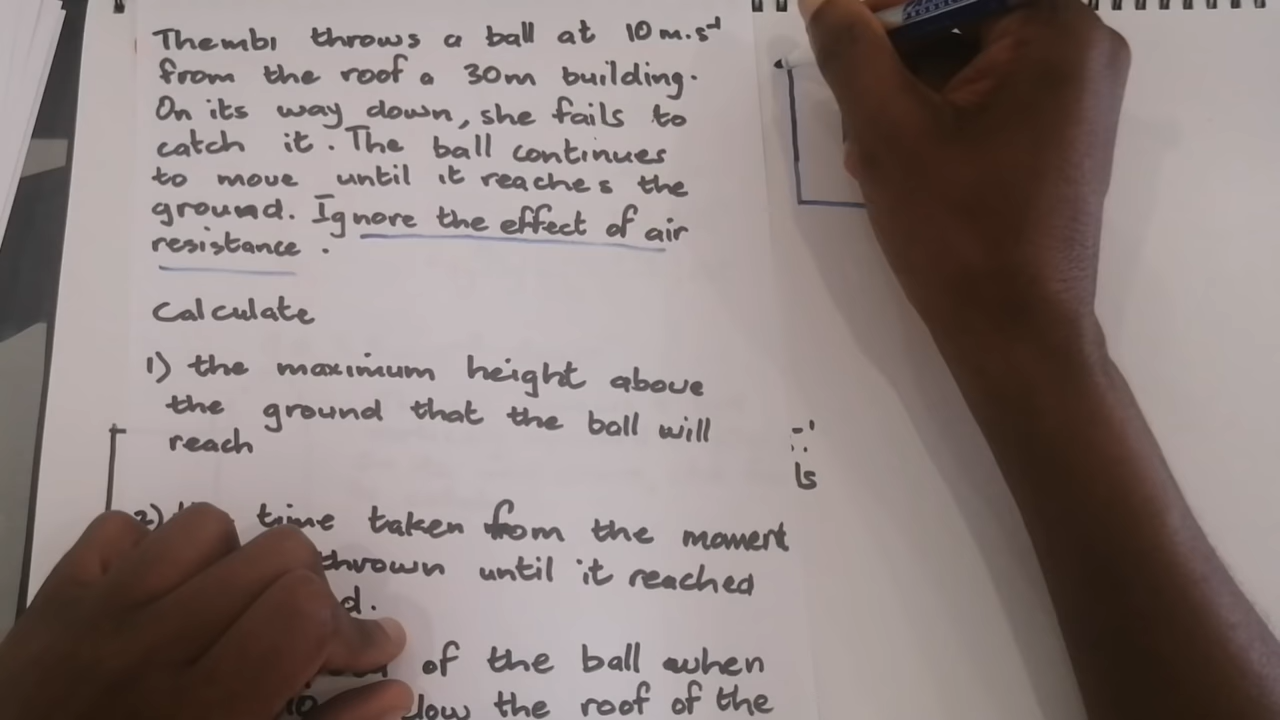 Thembi throws a ball at 10 m.s⁻¹
from the roof a 30m building.
On its way down, she fails to
catch it. The ball continues
to move until it reaches the
ground. Ignore the effect of air
resistance.
Calculate
1) the maximum height above
the ground that the ball will
reach
2) time taken from the moment
thrown until it reached
of the ball when
the roof of the